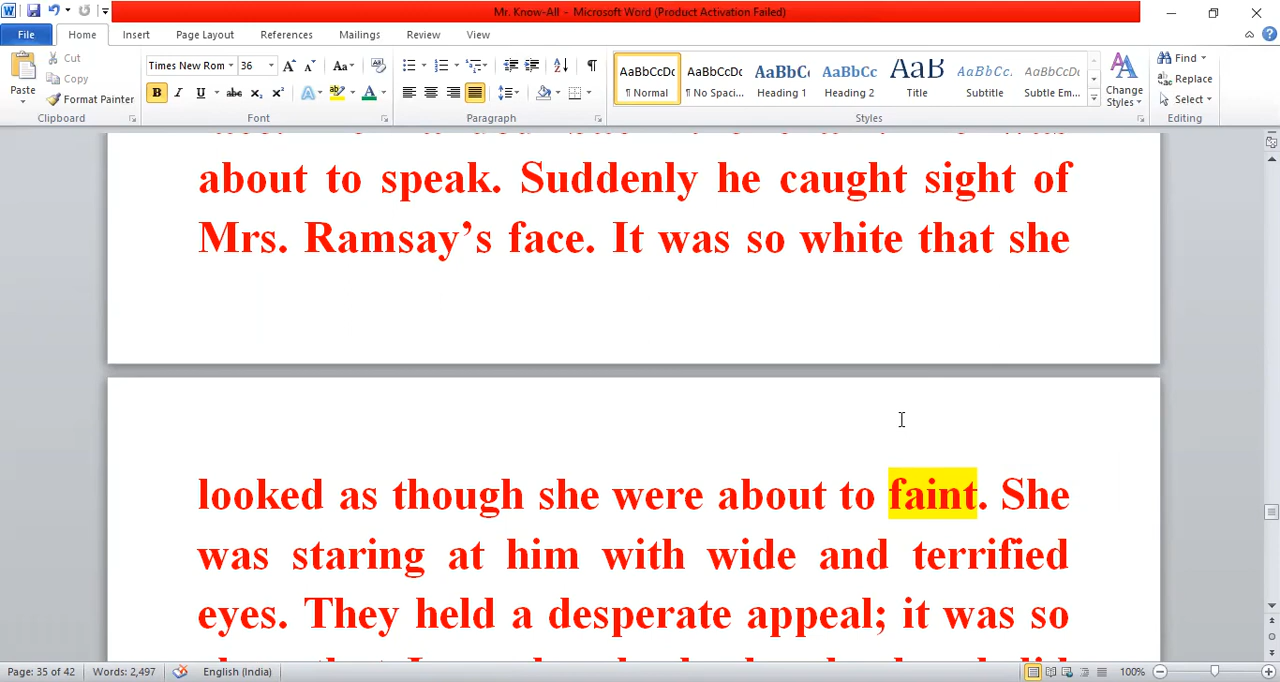 Mr. Know-All - Microsoft Word (Product Activation Failed)
File Home Insert Page Layout References Mailings Review View
Cut
Copy
Format Painter
Paste
Clipboard
Times New Rom 36
Font
Paragraph
AaBbCcDc AaBbCcDc AaBbC AaBbCc AaB AaBbCc. AaBbCcDc
¶ Normal ¶ No Spaci... Heading 1 Heading 2 Title Subtitle Subtle Em...
Styles
Change
Styles
Find
Replace
Select
Editing
about to speak. Suddenly he caught sight of
Mrs. Ramsay’s face. It was so white that she
looked as though she were about to faint. She
was staring at him with wide and terrified
eyes. They held a desperate appeal; it was so
Page: 35 of 42 Words: 2,497 English (India) 100%